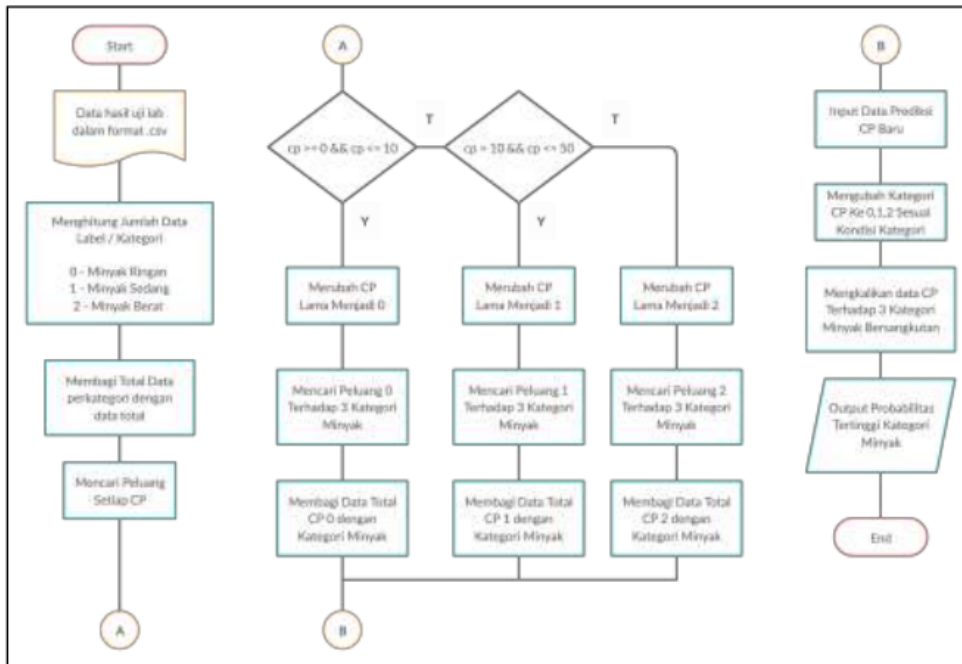 Start
Data hasil uji lab
dalam format .csv
Menghitung Jumlah Data
Label / Kategori
0 - Minyak Ringan
1 - Minyak Sedang
2 - Minyak Berat
Membagi Total Data
perkategori dengan
data total
Mencari Peluang
Setiap CP
A
A
cp >= 0 && cp <= 10
T
Y
cp > 10 && cp <= 50
T
Y
Merubah CP
Lama Menjadi 0
Merubah CP
Lama Menjadi 1
Merubah CP
Lama Menjadi 2
Mencari Peluang 0
Terhadap 3 Kategori
Minyak
Mencari Peluang 1
Terhadap 3 Kategori
Minyak
Mencari Peluang 2
Terhadap 3 Kategori
Minyak
Membagi Data Total
CP 0 dengan
Kategori Minyak
Membagi Data Total
CP 1 dengan
Kategori Minyak
Membagi Data Total
CP 2 dengan
Kategori Minyak
B
B
Input Data Prediksi
CP Baru
Mengubah Kategori
CP Ke 0,1,2 Sesuai
Kondisi Kategori
Mengkalikan data CP
Terhadap 3 Kategori
Minyak Bersangkutan
Output Probabilitas
Tertinggi Kategori
Minyak
End